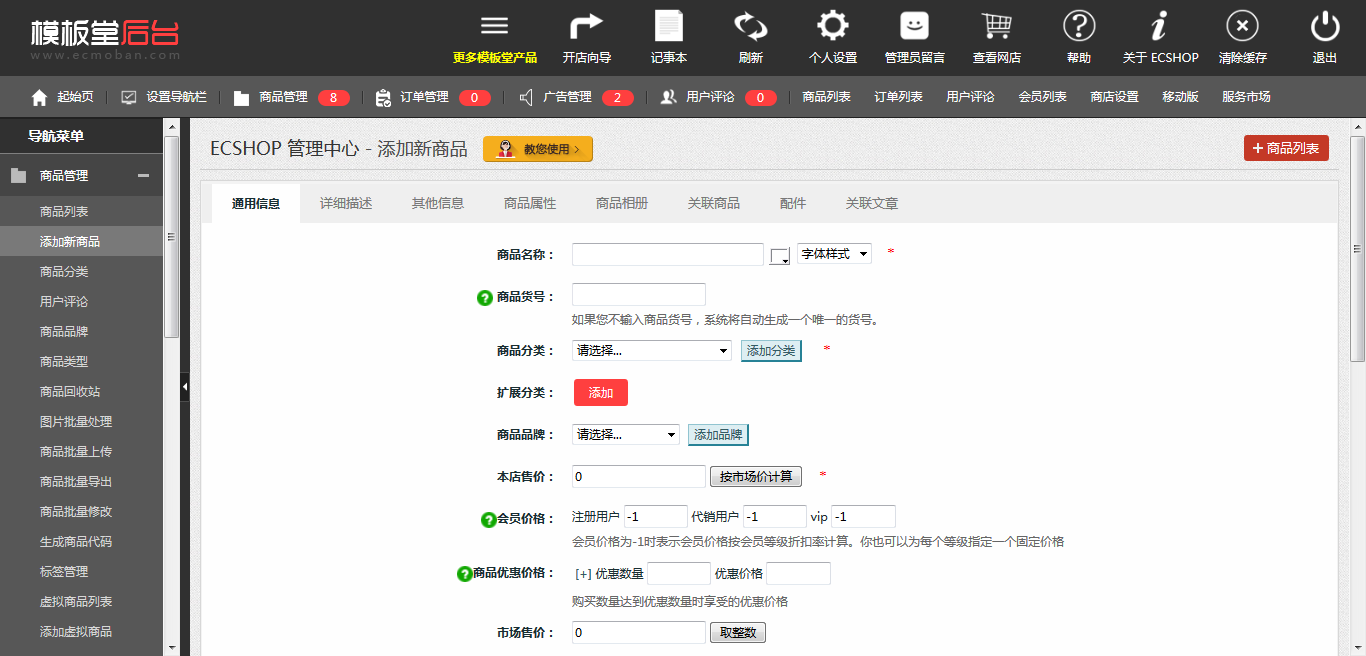 模板堂后台
www.ecmoban.com
更多模板堂产品 开店向导 记事本 刷新 个人设置 管理员留言 查看网店 帮助 关于 ECSHOP 清除缓存 退出
起始页 设置导航栏 商品管理 8 订单管理 0 广告管理 2 用户评论 0 商品列表 订单列表 用户评论 会员列表 商店设置 移动版 服务市场
导航菜单
商品管理
商品列表
添加新商品
商品分类
用户评论
商品品牌
商品类型
商品回收站
图片批量处理
商品批量上传
商品批量导出
商品批量修改
生成商品代码
标签管理
虚拟商品列表
添加虚拟商品
ECSHOP 管理中心 - 添加新商品 教您使用 >
+ 商品列表
通用信息 详细描述 其他信息 商品属性 商品相册 关联商品 配件 关联文章
商品名称： 字体样式 *
? 商品货号：
如果您不输入商品货号，系统将自动生成一个唯一的货号。
商品分类： 请选择... 添加分类 *
扩展分类： 添加
商品品牌： 请选择... 添加品牌
本店售价： 0 按市场价计算 *
? 会员价格： 注册用户 -1 代销用户 -1 vip -1
会员价格为-1时表示会员价格按会员等级折扣率计算。你也可以为每个等级指定一个固定价格
? 商品优惠价格： [+] 优惠数量 优惠价格
购买数量达到优惠数量时享受的优惠价格
市场售价： 0 取整数